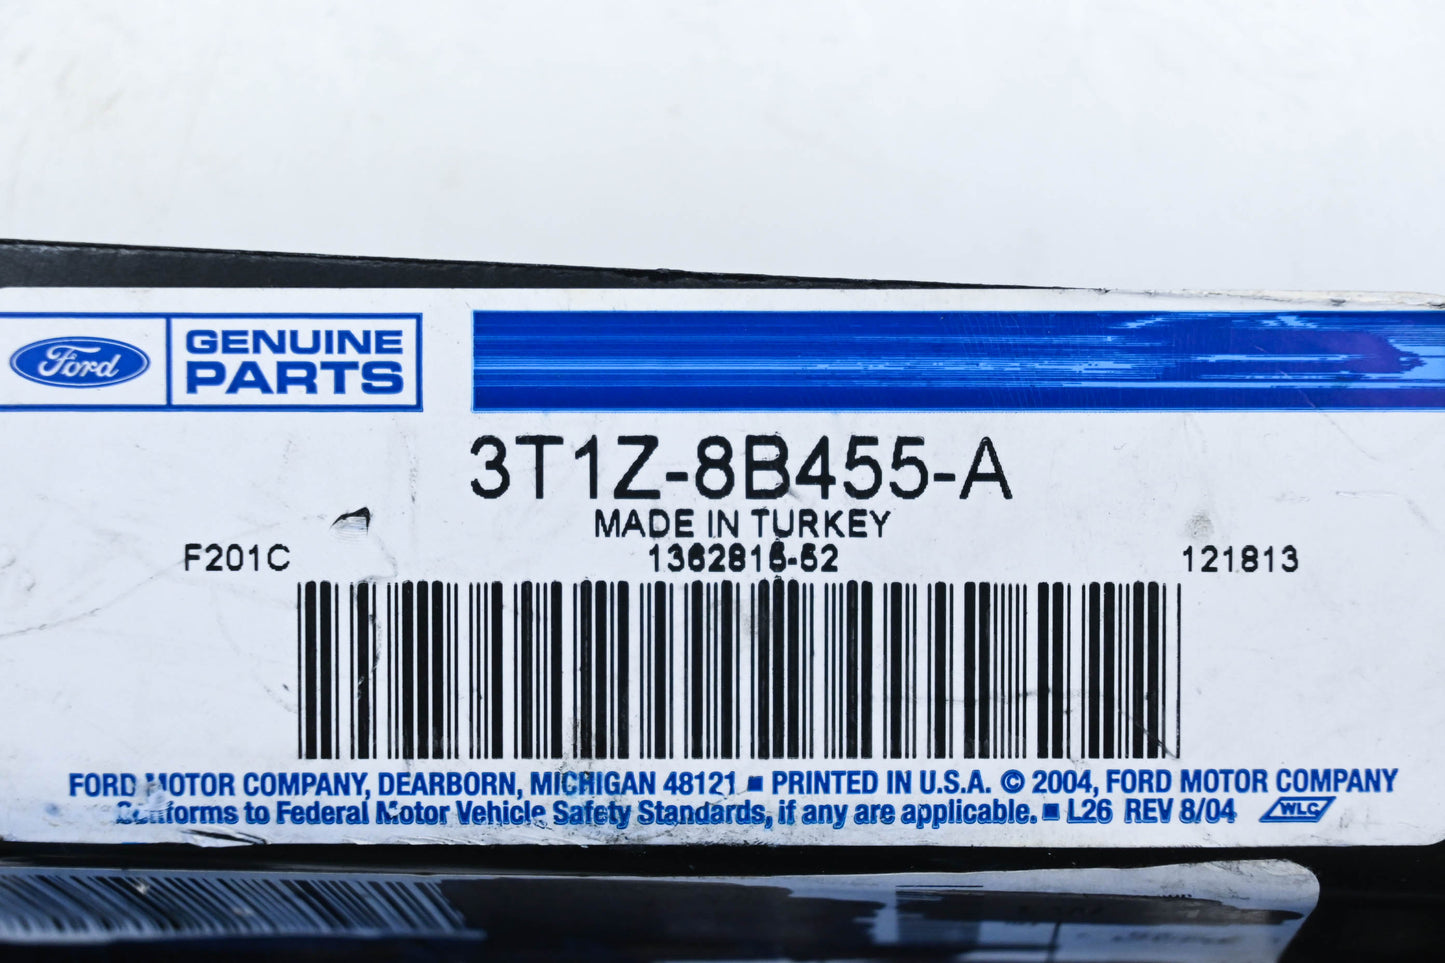 Ford GENUINE
PARTS
3T1Z-8B455-A
MADE IN TURKEY
F201C 1362816-52 121813
FORD MOTOR COMPANY, DEARBORN, MICHIGAN 48121 ■ PRINTED IN U.S.A. © 2004, FORD MOTOR COMPANY
Conforms to Federal Motor Vehicle Safety Standards, if any are applicable. ■ L26 REV 8/04 WLC